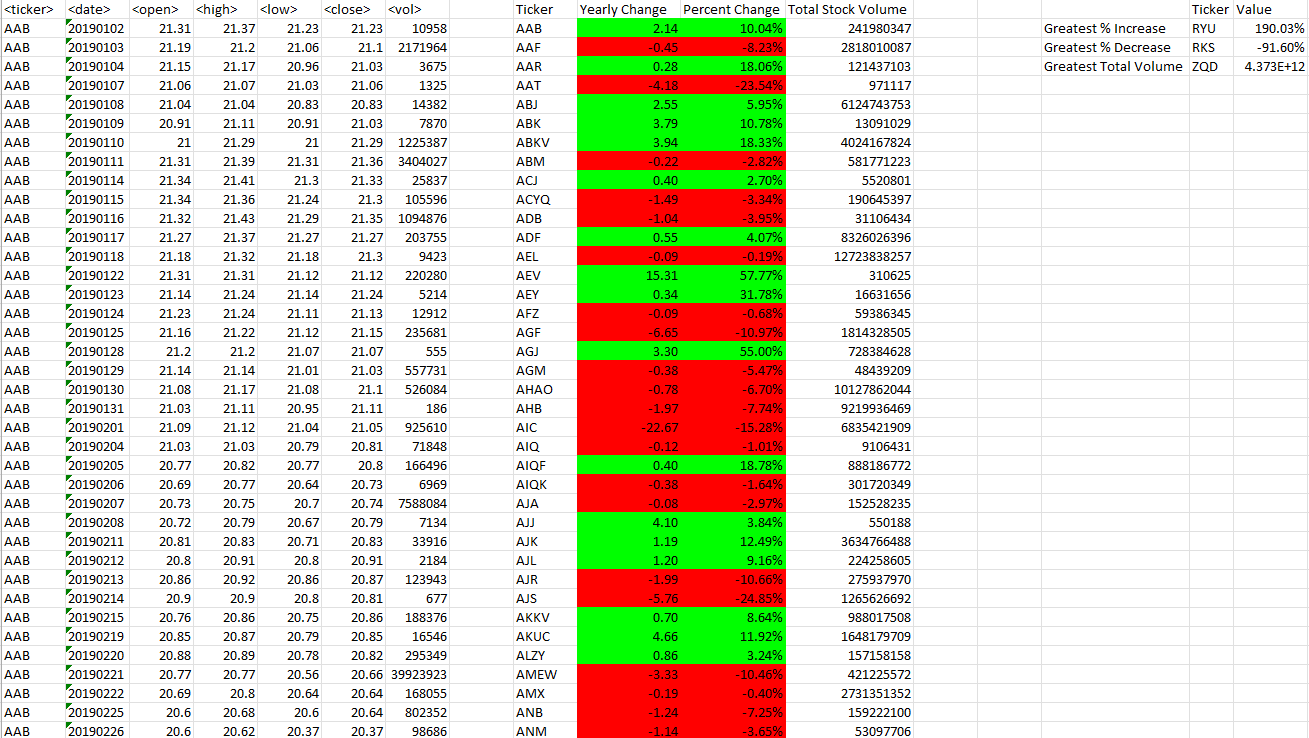 <ticker> <date> <open> <high> <low> <close> <vol> Ticker Yearly Change Percent Change Total Stock Volume Ticker Value
AAB 20190102 21.31 21.37 21.23 21.23 10958 AAB 2.14 10.04% 241980347 Greatest % Increase RYU 190.03%
AAB 20190103 21.19 21.2 21.06 21.1 2171964 AAF -0.45 -8.23% 2818010087 Greatest % Decrease RKS -91.60%
AAB 20190104 21.15 21.17 20.96 21.03 3675 AAR 0.28 18.06% 121437103 Greatest Total Volume ZQD 4.373E+12
AAB 20190107 21.06 21.07 21.03 21.06 1325 AAT -4.18 -23.54% 971117
AAB 20190108 21.04 21.04 20.83 20.83 14382 ABJ 2.55 5.95% 6124743753
AAB 20190109 20.91 21.11 20.91 21.03 7870 ABK 3.79 10.78% 13091029
AAB 20190110 21 21.29 21 21.29 1225387 ABKV 3.94 18.33% 4024167824
AAB 20190111 21.31 21.39 21.31 21.36 3404027 ABM -0.22 -2.82% 581771223
AAB 20190114 21.34 21.41 21.3 21.33 25837 ACJ 0.40 2.70% 5520801
AAB 20190115 21.34 21.36 21.24 21.3 105596 ACYQ -1.49 -3.34% 190645397
AAB 20190116 21.32 21.43 21.29 21.35 1094876 ADB -1.04 -3.95% 31106434
AAB 20190117 21.27 21.37 21.27 21.27 203755 ADF 0.55 4.07% 8326026396
AAB 20190118 21.18 21.32 21.18 21.3 9423 AEL -0.09 -0.19% 12723838257
AAB 20190122 21.31 21.31 21.12 21.12 220280 AEV 15.31 57.77% 310625
AAB 20190123 21.14 21.24 21.14 21.24 5214 AEY 0.34 31.78% 16631656
AAB 20190124 21.23 21.24 21.11 21.13 12912 AFZ -0.09 -0.68% 59386345
AAB 20190125 21.16 21.22 21.12 21.15 235681 AGF -6.65 -10.97% 1814328505
AAB 20190128 21.2 21.2 21.07 21.07 555 AGJ 3.30 55.00% 728384628
AAB 20190129 21.14 21.14 21.01 21.03 557731 AGM -0.38 -5.47% 48439209
AAB 20190130 21.08 21.17 21.08 21.1 526084 AHAO -0.78 -6.70% 10127862044
AAB 20190131 21.03 21.11 20.95 21.11 186 AHB -1.97 -7.74% 9219936469
AAB 20190201 21.09 21.12 21.04 21.05 925610 AIC -22.67 -15.28% 6835421909
AAB 20190204 21.03 21.03 20.79 20.81 71848 AIQ -0.12 -1.01% 9106431
AAB 20190205 20.77 20.82 20.77 20.8 166496 AIQF 0.40 18.78% 888186772
AAB 20190206 20.69 20.77 20.64 20.73 6969 AIQK -0.38 -1.64% 301720349
AAB 20190207 20.73 20.75 20.7 20.74 7588084 AJA -0.08 -2.97% 152528235
AAB 20190208 20.72 20.79 20.67 20.79 7134 AJJ 4.10 3.84% 550188
AAB 20190211 20.81 20.83 20.71 20.83 33916 AJK 1.19 12.49% 3634766488
AAB 20190212 20.8 20.91 20.8 20.91 2184 AJL 1.20 9.16% 224258605
AAB 20190213 20.86 20.92 20.86 20.87 123943 AJR -1.99 -10.66% 275937970
AAB 20190214 20.9 20.9 20.8 20.81 677 AJS -5.76 -24.85% 1265626692
AAB 20190215 20.76 20.86 20.75 20.86 188376 AKKV 0.70 8.64% 988017508
AAB 20190219 20.85 20.87 20.79 20.85 16546 AKUC 4.66 11.92% 1648179709
AAB 20190220 20.88 20.89 20.78 20.82 295349 ALZY 0.86 3.24% 157158158
AAB 20190221 20.77 20.77 20.56 20.66 39923923 AMEW -3.33 -10.46% 421225572
AAB 20190222 20.69 20.8 20.64 20.64 168055 AMX -0.19 -0.40% 2731351352
AAB 20190225 20.6 20.68 20.6 20.64 802352 ANB -1.24 -7.25% 159222100
AAB 20190226 20.6 20.62 20.37 20.37 98686 ANM -1.14 -3.65% 53097706